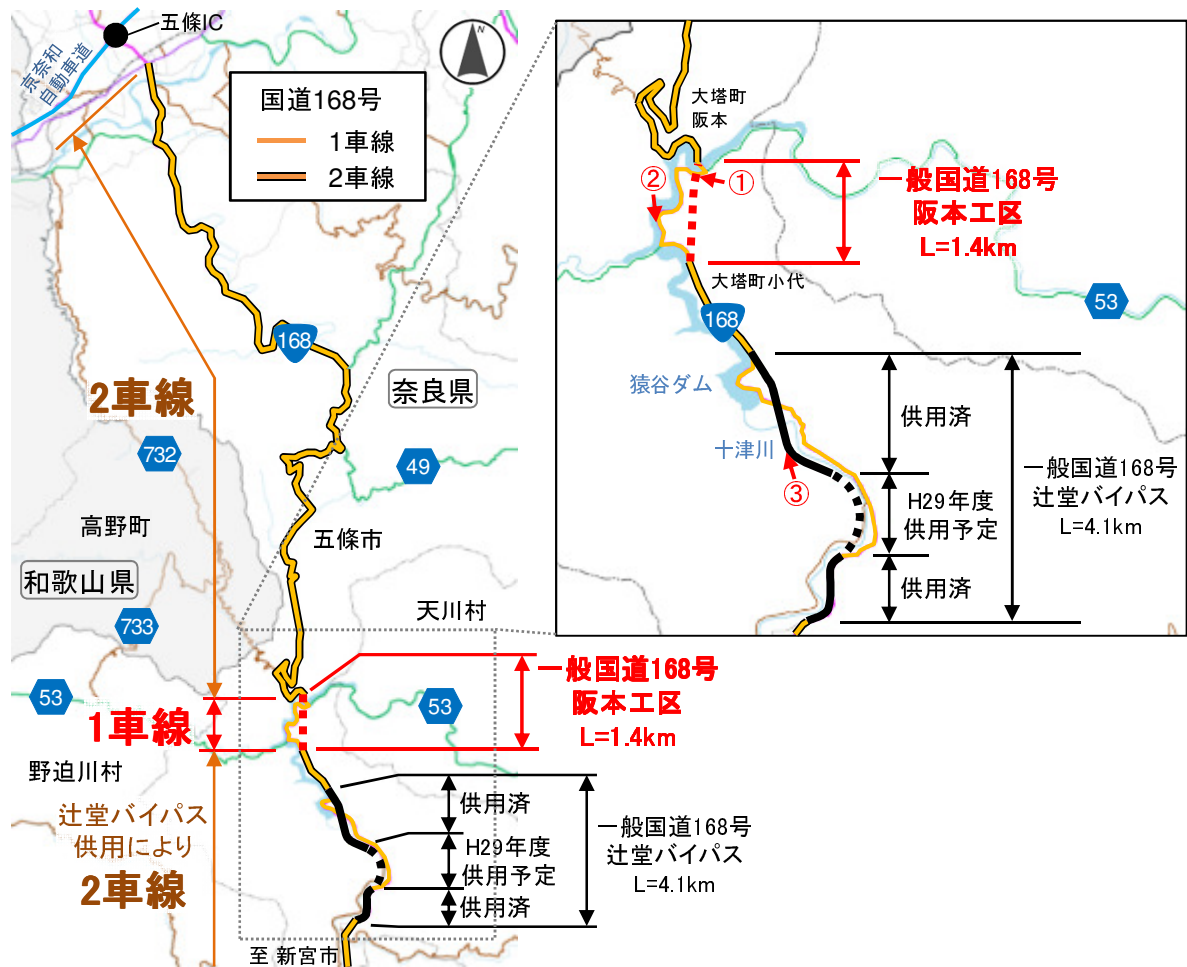 五條IC
京奈和
自動車道
N
国道168号
1車線
2車線
168
奈良県
2車線
732
49
高野町
五條市
和歌山県
天川村
733
53
1車線
一般国道168号
阪本工区
L=1.4km
53
野迫川村
辻堂バイパス
供用により
2車線
供用済
H29年度
供用予定
供用済
一般国道168号
辻堂バイパス
L=4.1km
至 新宮市
大塔町
阪本
①
②
一般国道168号
阪本工区
L=1.4km
大塔町小代
53
168
猿谷ダム
十津川
③
供用済
H29年度
供用予定
供用済
一般国道168号
辻堂バイパス
L=4.1km